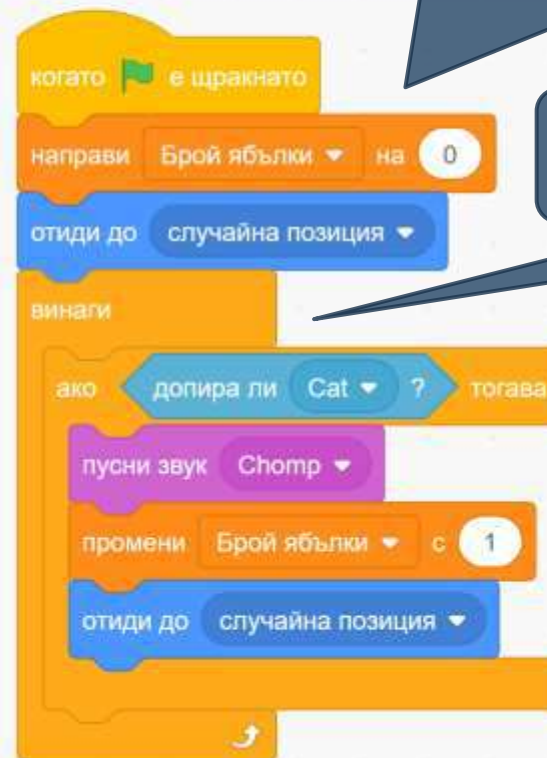 когато е щракнато
направи Брой ябълки на 0
отиди до случайна позиция
винаги
ако допира ли Cat ? тогава
пусни звук Chomp
промени Брой ябълки с 1
отиди до случайна позиция